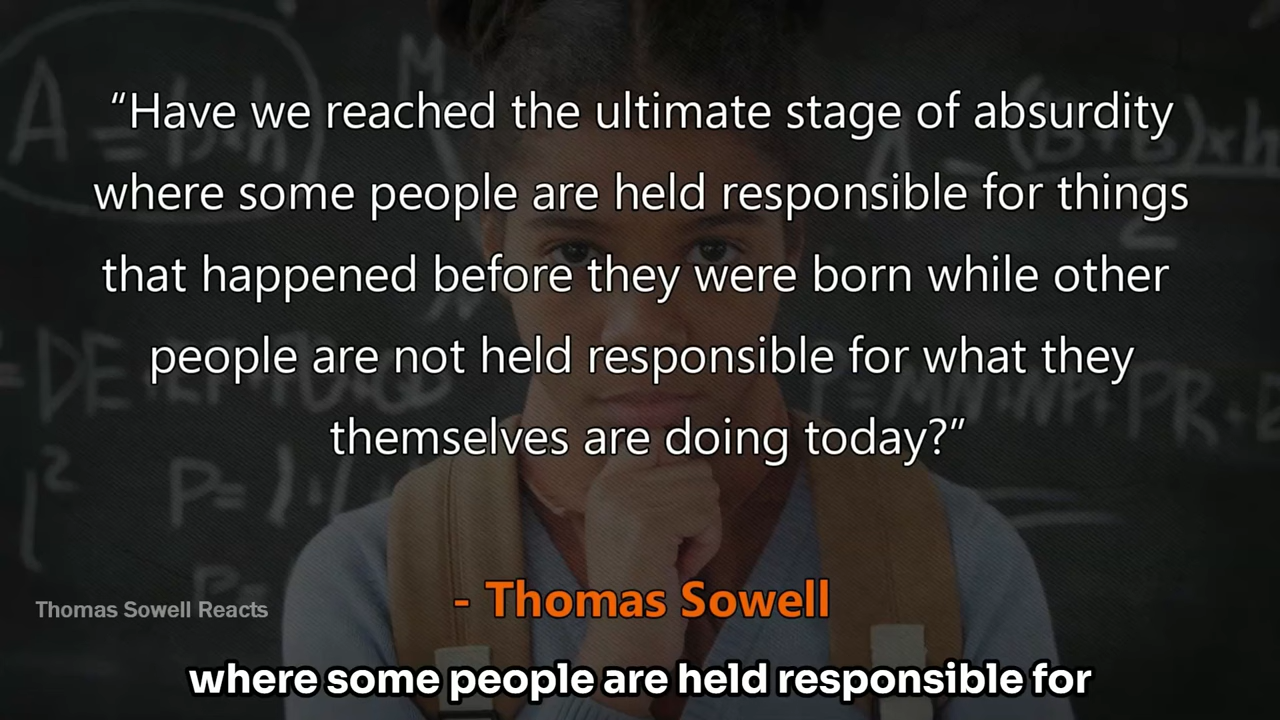 “Have we reached the ultimate stage of absurdity
where some people are held responsible for things
that happened before they were born while other
people are not held responsible for what they
themselves are doing today?”
- Thomas Sowell
Thomas Sowell Reacts
where some people are held responsible for